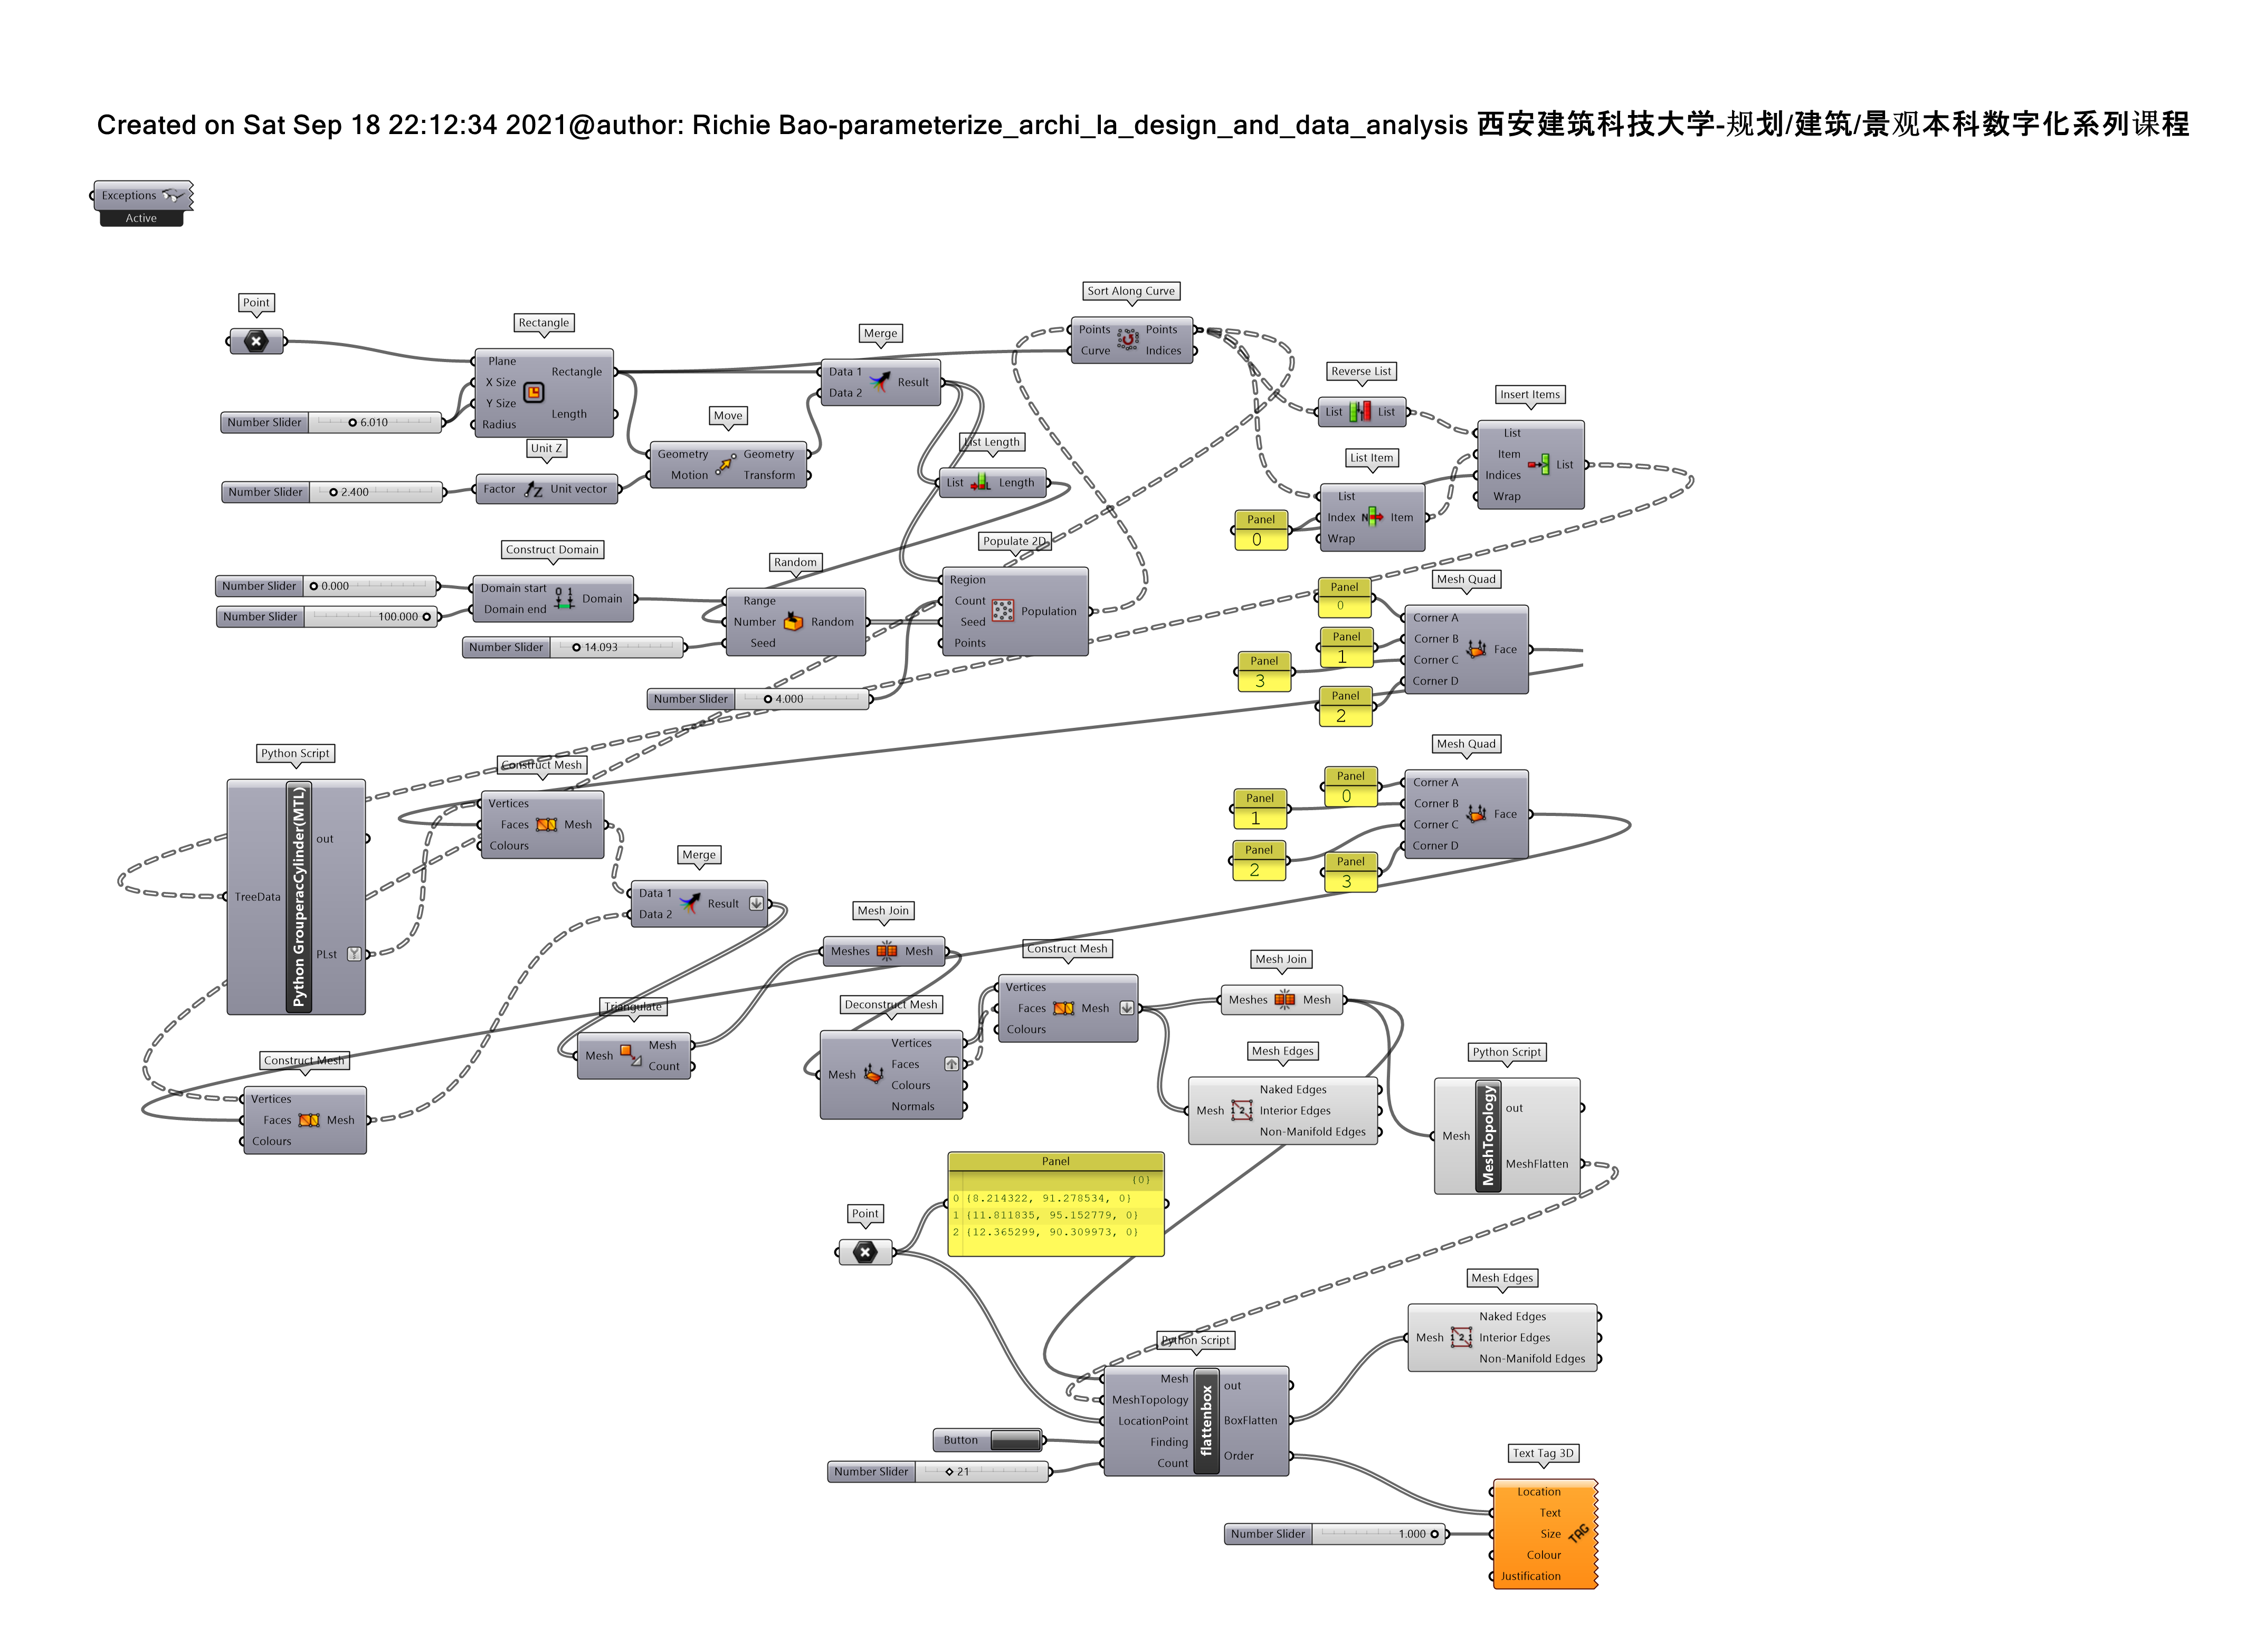 Created on Sat Sep 18 22:12:34 2021@author: Richie Bao-parameterize_archi_la_design_and_data_analysis 西安建筑科技大学-规划/建筑/景观本科数字化系列课程
Exceptions
Active
Point
Rectangle
Plane
X Size
Y Size
Radius
Rectangle
Length
Number Slider 6.010
Unit Z
Number Slider 2.400
Factor Unit vector
Move
Geometry Geometry
Motion Transform
Merge
Data 1
Data 2
Result
List Length
List Length
Sort Along Curve
Points Points
Curve Indices
Reverse List
List List
Insert Items
List
Item
Indices
Wrap
List
List Item
List
Index
Wrap
Item
Panel
0
Construct Domain
Number Slider 0.000
Number Slider 100.000
Domain start
Domain end
Domain
Number Slider 14.093
Random
Range
Number
Seed
Random
Populate 2D
Region
Count
Seed
Points
Population
Number Slider 4.000
Mesh Quad
Panel
0
Panel
1
Panel
3
Panel
2
Corner A
Corner B
Corner C
Corner D
Face
Mesh Quad
Panel
0
Panel
1
Panel
2
Panel
3
Corner A
Corner B
Corner C
Corner D
Face
Python Script
TreeData
Python GrouperacCylinder(MTL)
out
PLst
Construct Mesh
Vertices
Faces
Colours
Mesh
Merge
Data 1
Data 2
Result
Construct Mesh
Vertices
Faces
Colours
Mesh
Triangulate
Mesh
Mesh
Count
Mesh Join
Meshes Mesh
Deconstruct Mesh
Mesh
Vertices
Faces
Colours
Normals
Construct Mesh
Vertices
Faces
Colours
Mesh
Mesh Join
Meshes Mesh
Mesh Edges
Mesh
Naked Edges
Interior Edges
Non-Manifold Edges
Python Script
Mesh
MeshTopology
out
MeshFlatten
Panel
{0}
0 {8.214322, 91.278534, 0}
1 {11.811835, 95.152779, 0}
2 {12.365299, 90.309973, 0}
Point
Python Script
Mesh
MeshTopology
LocationPoint
Finding
Count
flattenbox
out
BoxFlatten
Order
Button
Number Slider 21
Mesh Edges
Mesh
Naked Edges
Interior Edges
Non-Manifold Edges
Text Tag 3D
Number Slider 1.000
Location
Text
Size
Colour
Justification
TAG